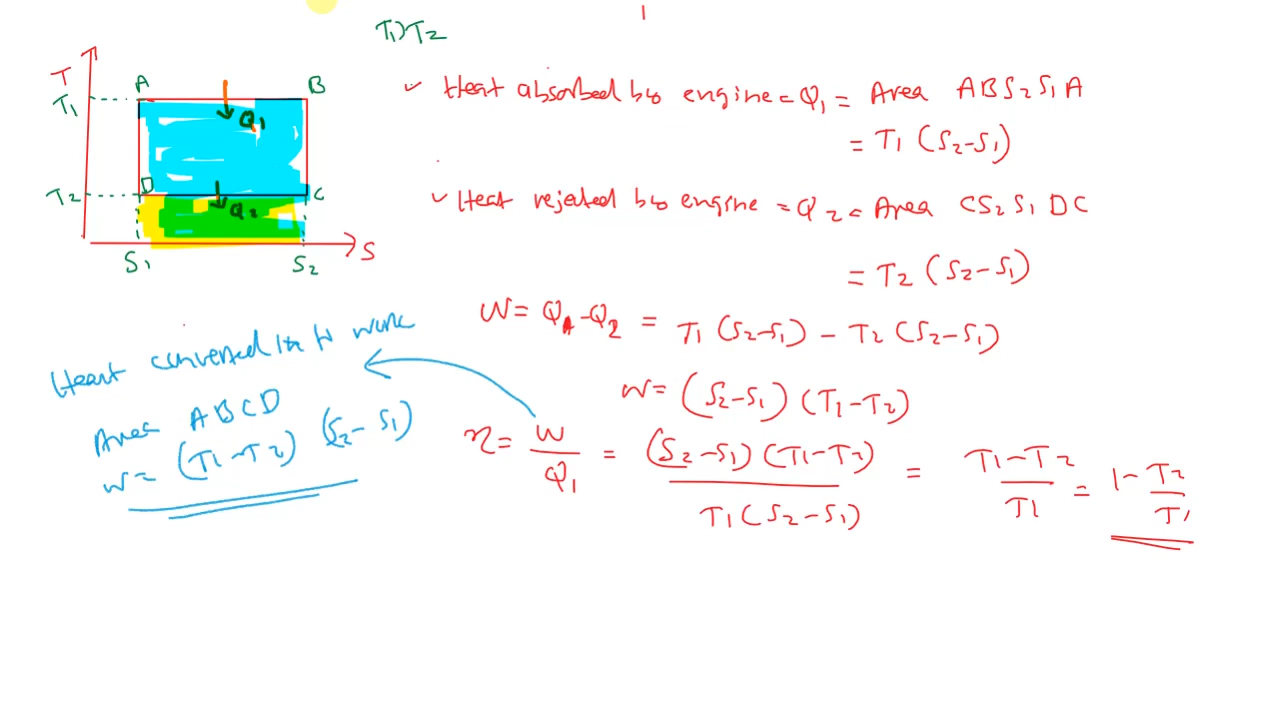 T₁>T₂
T
A
B
T₁
Q₁
T₂
D
C
Q₂
S₁
S₂
S
Heat absorbed by engine = Q₁ = Area ABS₂S₁A
= T₁ (S₂-S₁)
Heat rejated by engine = Q₂ = Area CS₂S₁DC
= T₂ (S₂-S₁)
W = Q₁-Q₂ = T₁ (S₂-S₁) - T₂ (S₂-S₁)
W = (S₂-S₁) (T₁-T₂)
η = W/Q₁ = (S₂-S₁) (T₁-T₂) / T₁ (S₂-S₁) = T₁-T₂ / T₁ = 1 - T₂/T₁
Heat converted to work
Area ABCD
W = (T₁-T₂) (S₂-S₁)